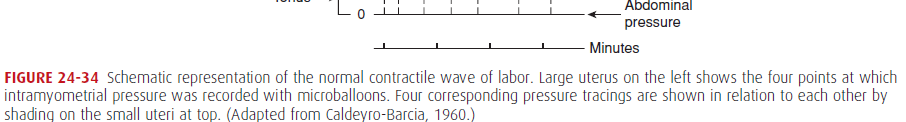 Abdominal
0
pressure
Minutes
FIGURE 24-34 Schematic representation of the normal contractile wave of labor. Large uterus on the left shows the four points at which
intramyometrial pressure was recorded with microballoons. Four corresponding pressure tracings are shown in relation to each other by
shading on the small uteri at top. (Adapted from Caldeyro-Barcia, 1960.)